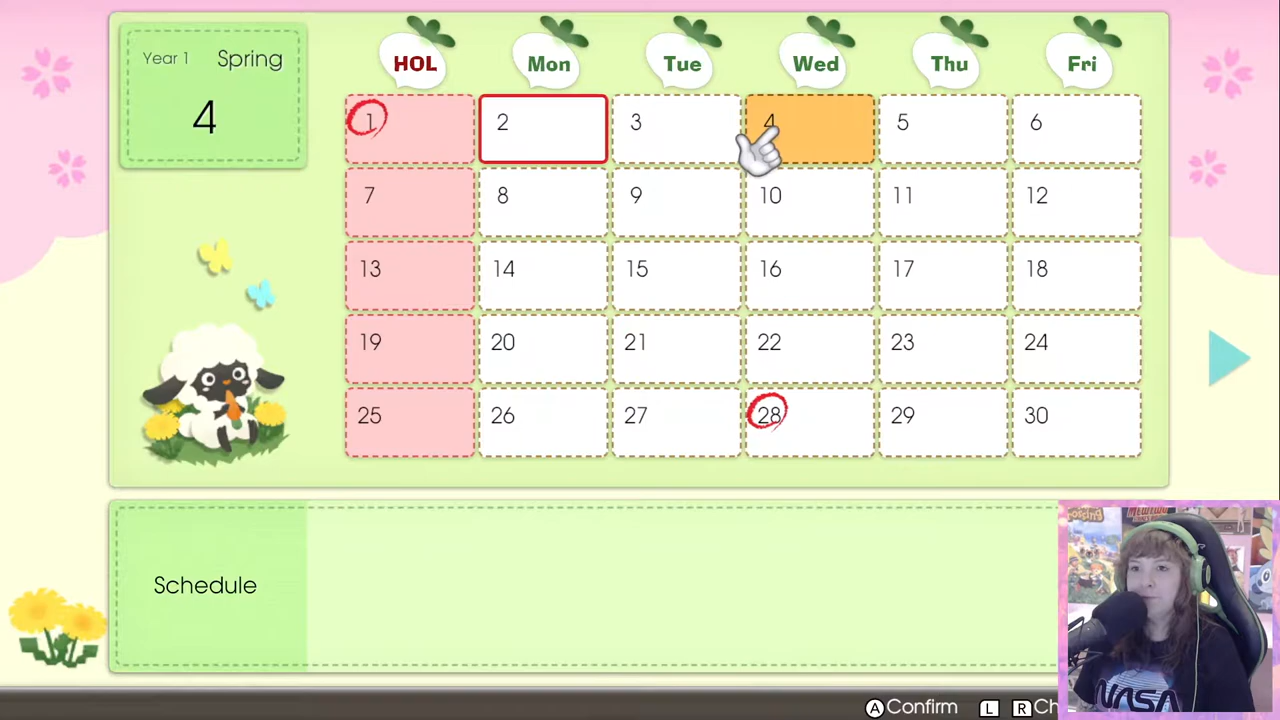 Year 1 Spring
4
HOL Mon Tue Wed Thu Fri
1 2 3 4 5 6
7 8 9 10 11 12
13 14 15 16 17 18
19 20 21 22 23 24
25 26 27 28 29 30
Schedule
NASA
A Confirm L R Ch